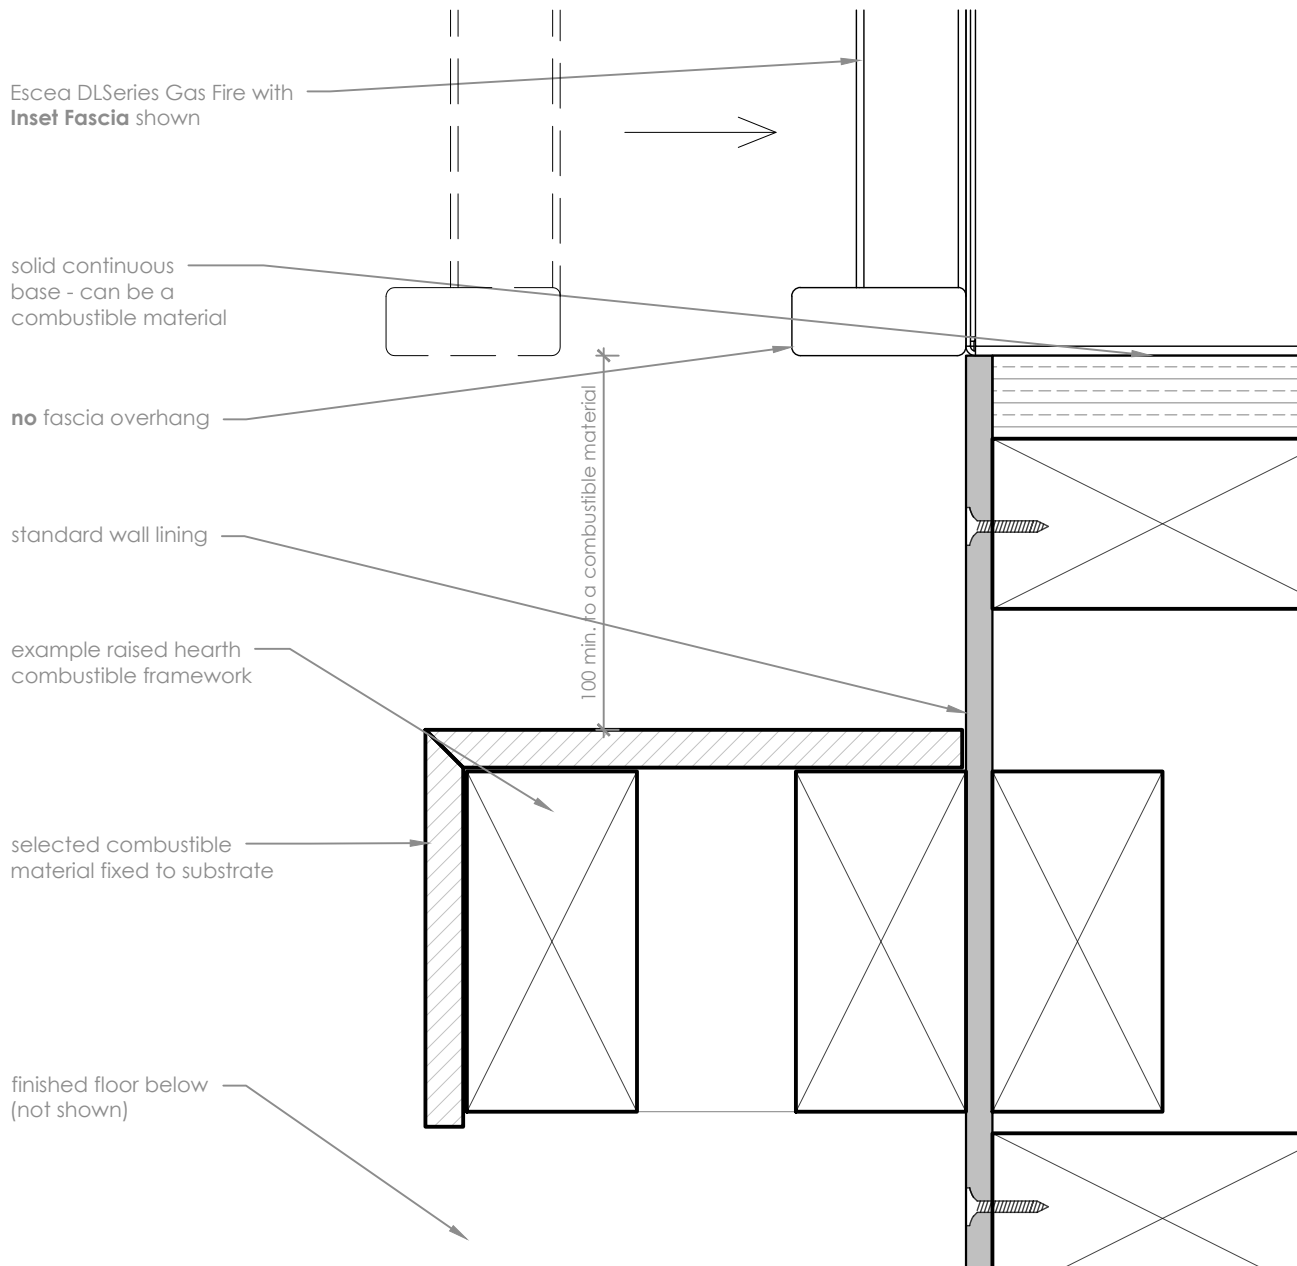 Escea DLSeries Gas Fire with
Inset Fascia shown
solid continuous
base - can be a
combustible material
no fascia overhang
100 min. to a combustible material
standard wall lining
example raised hearth
combustible framework
selected combustible
material fixed to substrate
finished floor below
(not shown)